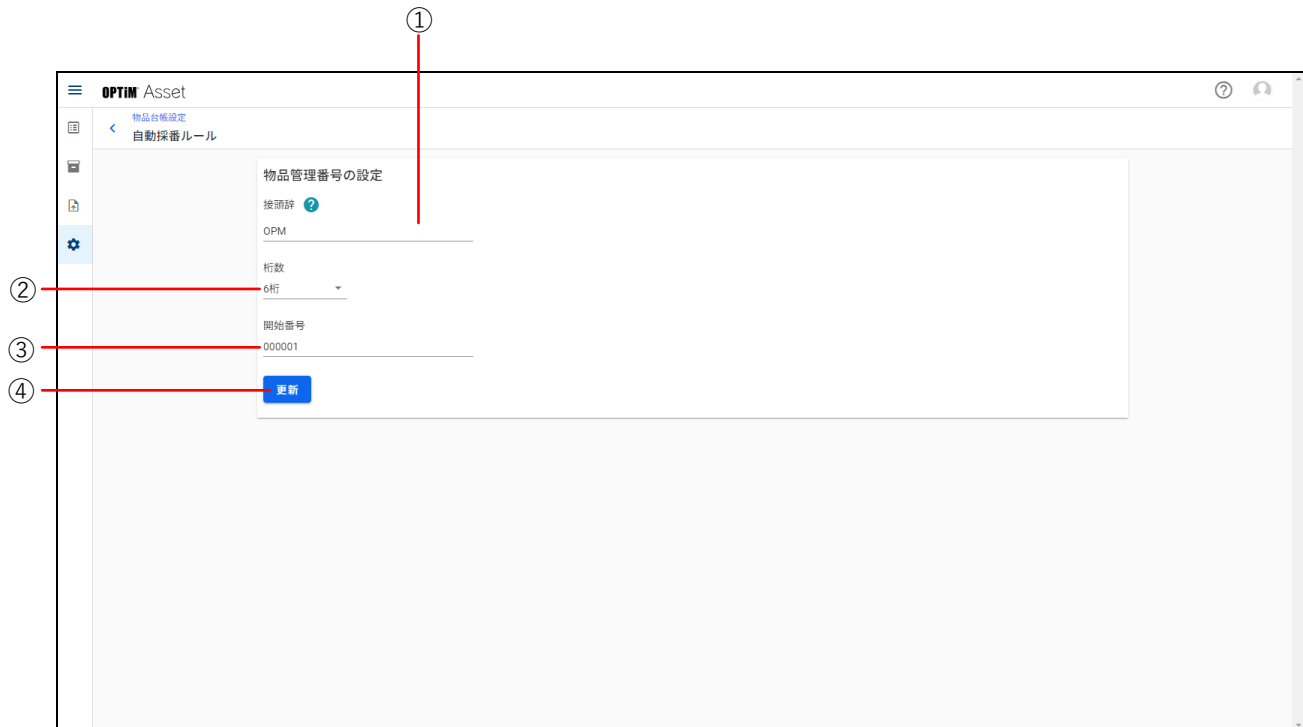 ①
OPTiM Asset
物品台帳設定
自動採番ルール
物品管理番号の設定
接頭辞 ?
OPM
桁数
② 6桁
開始番号
③ 000001
④ 更新